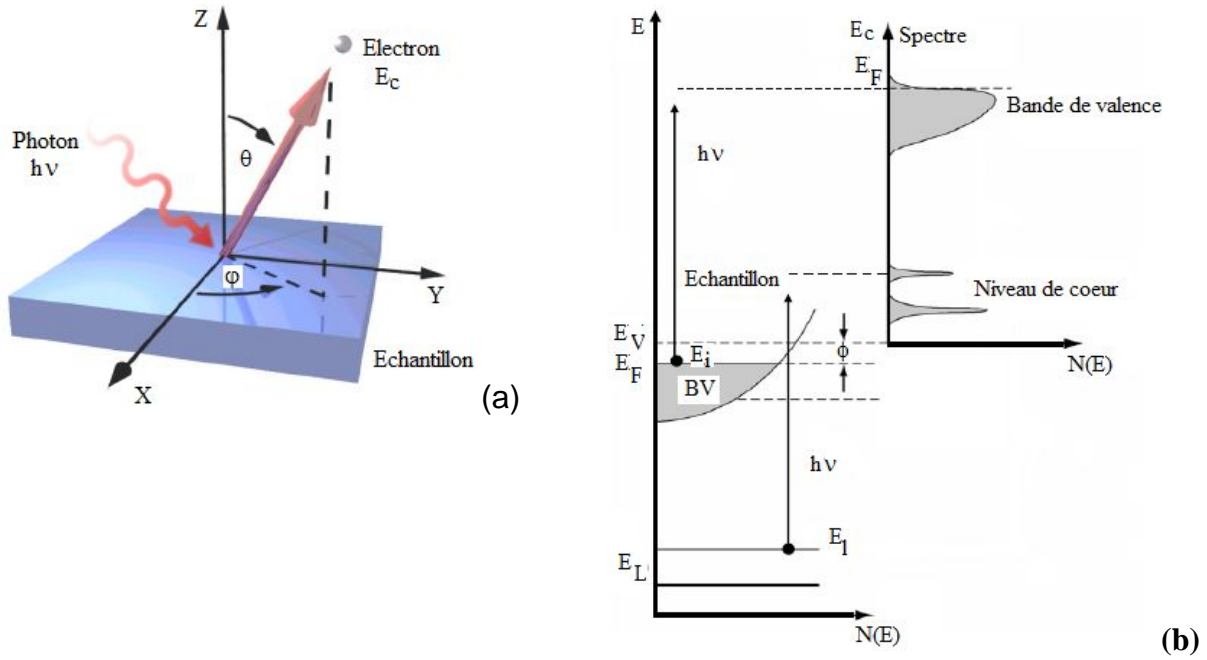 Z
Electron
Ec
Photon
hν
θ
φ
Y
Echantillon
X
(a)
E
Ec Spectre
EF
Bande de valence
hν
Echantillon
Niveau de coeur
EV
Ei
ϕ
EF
BV
N(E)
hν
El
EL
N(E)
(b)